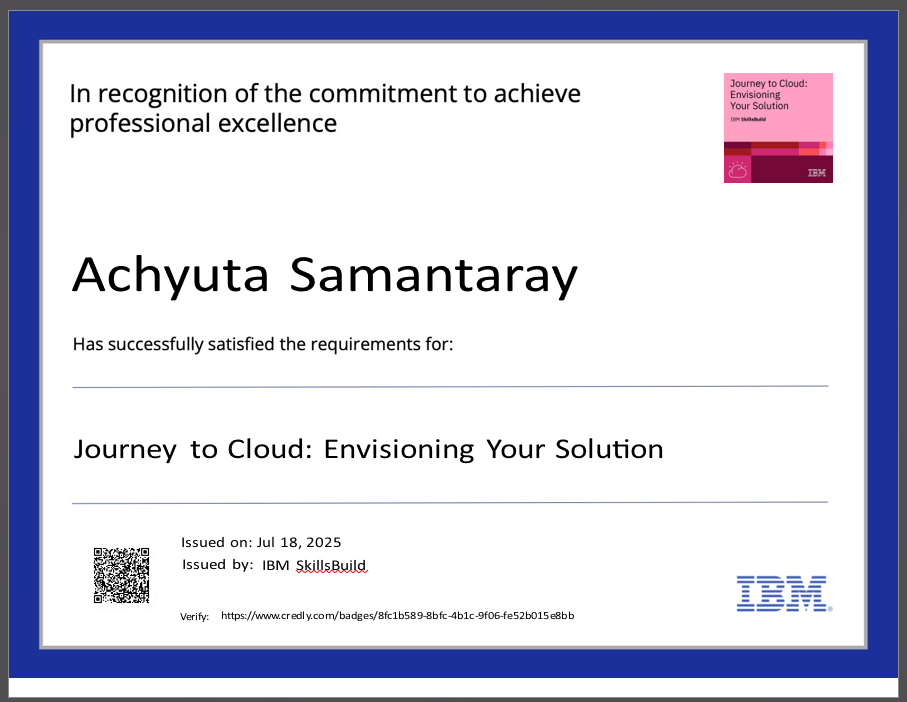 In recognition of the commitment to achieve
professional excellence
Journey to Cloud:
Envisioning
Your Solution
IBM SkillsBuild
IBM
Achyuta Samantaray
Has successfully satisfied the requirements for:
Journey to Cloud: Envisioning Your Solution
Issued on: Jul 18, 2025
Issued by: IBM SkillsBuild
Verify: https://www.credly.com/badges/8fc1b589-8bfc-4b1c-9f06-fe52b015e8bb
IBM®